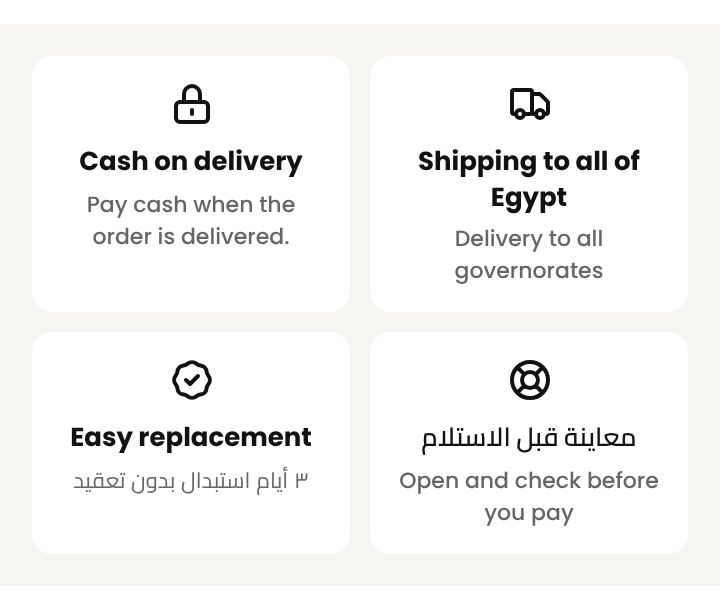 Cash on delivery
Pay cash when the
order is delivered.
Shipping to all of
Egypt
Delivery to all
governorates
Easy replacement
٣ أيام استبدال بدون تعقيد
معاينة قبل الاستلام
Open and check before
you pay